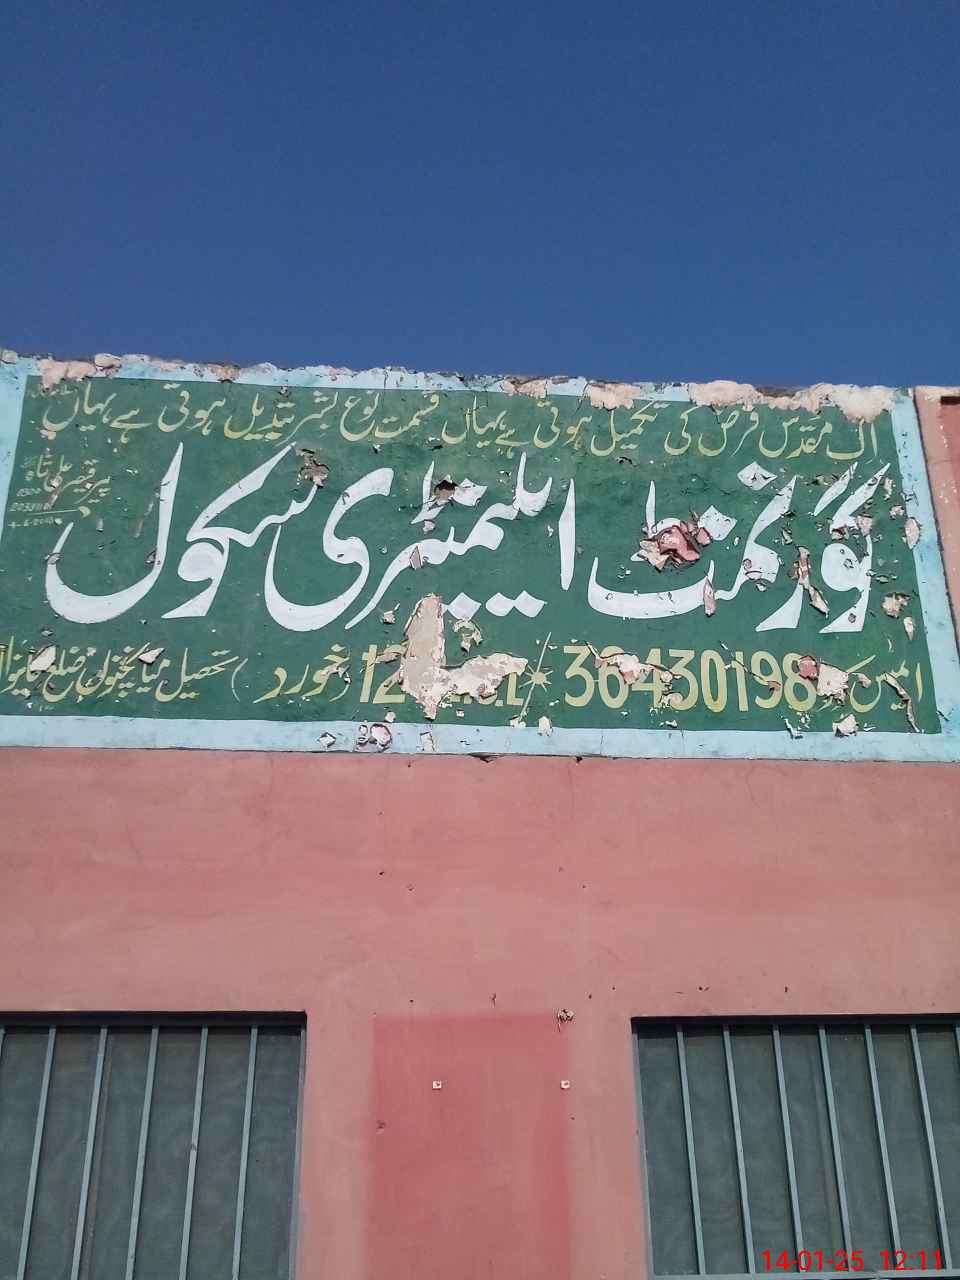 اک مقدس فرض کی تکمیل ہوتی ہے یہاں قسمت نوع بشر تبدیل ہوتی ہے یہاں
گورنمنٹ ایلیمنٹری سکول
ایمس کوڈ 36430198 12 (خورد) تحصیل میاں چنوں ضلع خانیوال
14-01-25 12:11